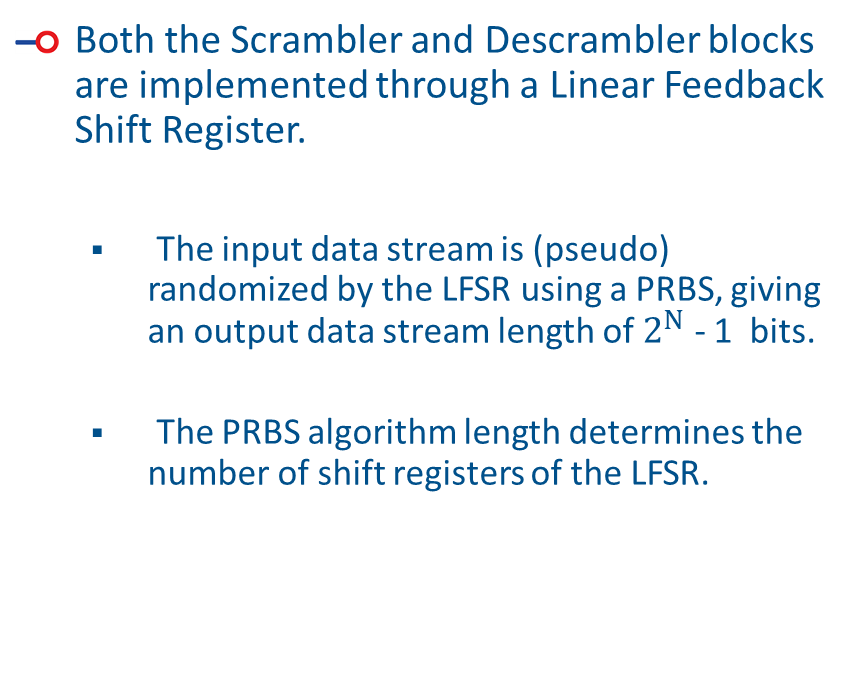 Both the Scrambler and Descrambler blocks
are implemented through a Linear Feedback
Shift Register.
▪ The input data stream is (pseudo)
randomized by the LFSR using a PRBS, giving
an output data stream length of 2ᴺ - 1 bits.
▪ The PRBS algorithm length determines the
number of shift registers of the LFSR.